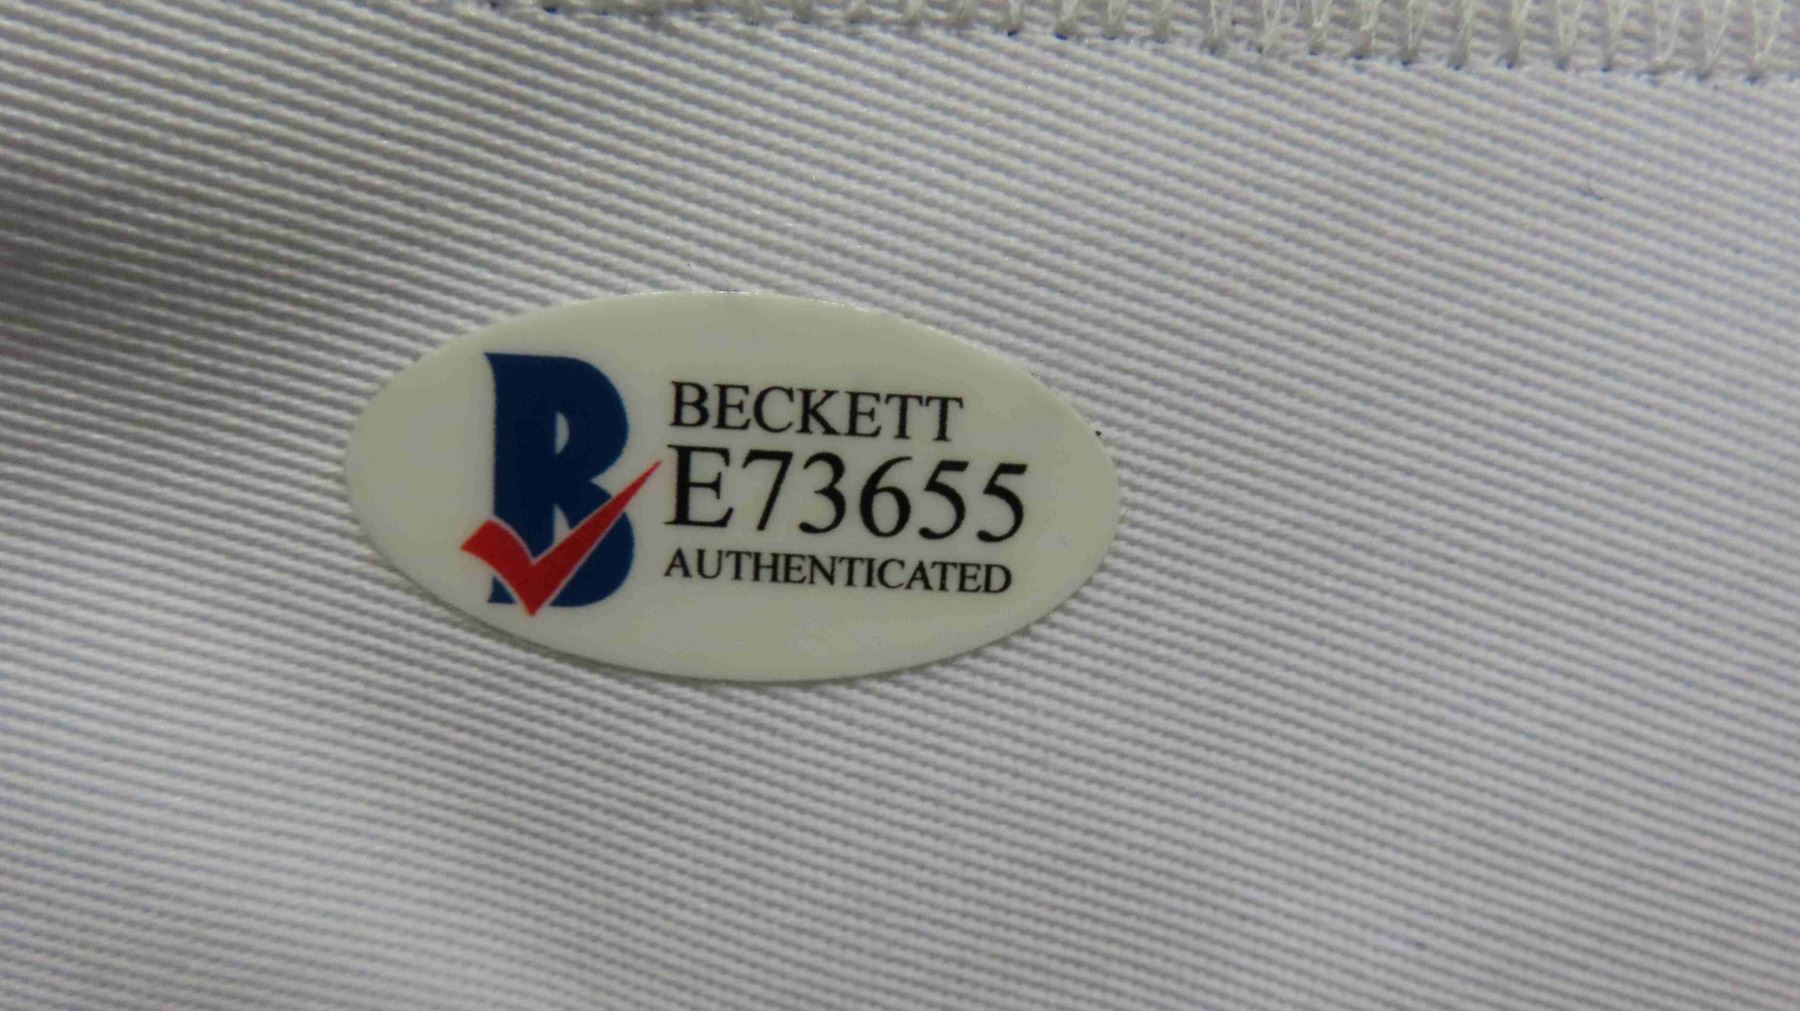 B
BECKETT
E73655
AUTHENTICATED